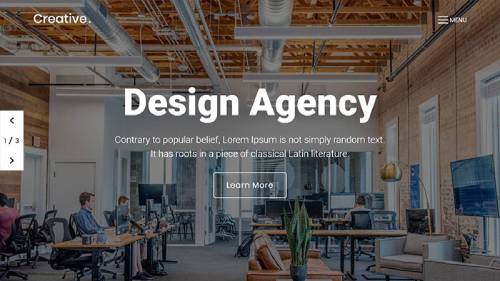 Creative.
MENU
Design Agency
1 / 3
Contrary to popular belief, Lorem Ipsum is not simply random text.
It has roots in a piece of classical Latin literature.
Learn More